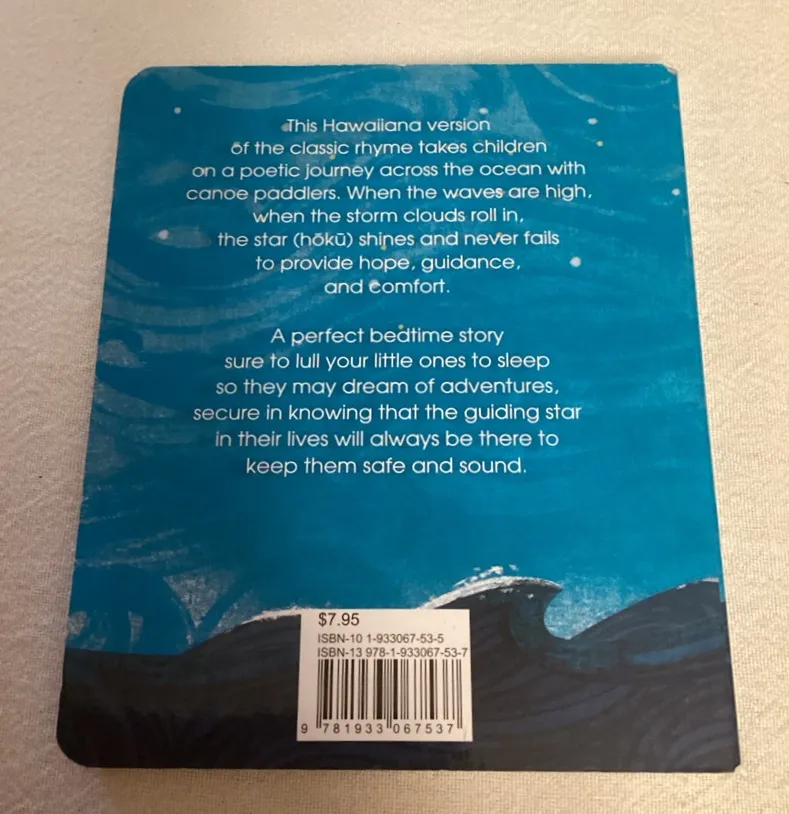 This Hawaiiana version
of the classic rhyme takes children
on a poetic journey across the ocean with
canoe paddlers. When the waves are high,
when the storm clouds roll in,
the star (hōkū) shines and never fails
to provide hope, guidance,
and comfort.
A perfect bedtime story
sure to lull your little ones to sleep
so they may dream of adventures,
secure in knowing that the guiding star
in their lives will always be there to
keep them safe and sound.
$7.95
ISBN-10 1-933067-53-5
ISBN-13 978-1-933067-53-7
9 781933 067537